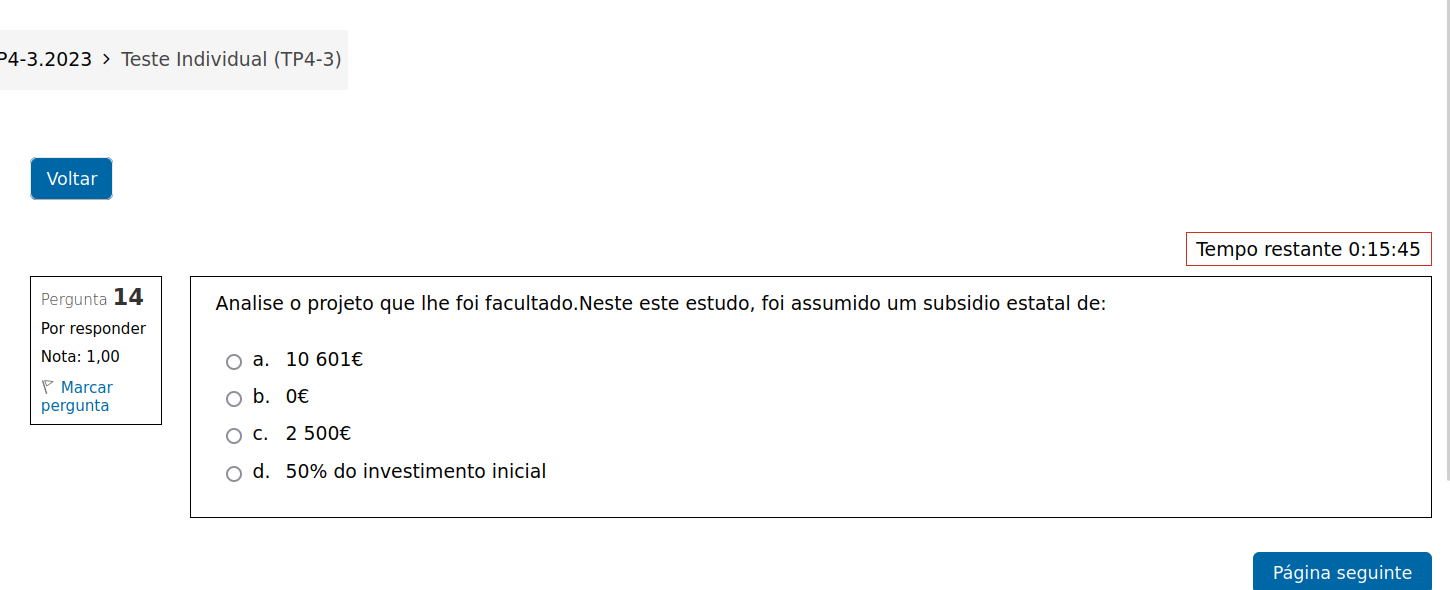 P4-3.2023 > Teste Individual (TP4-3)
Voltar
Tempo restante 0:15:45
Pergunta 14
Por responder
Nota: 1,00
Marcar
pergunta
Analise o projeto que lhe foi facultado.Neste este estudo, foi assumido um subsidio estatal de:
a. 10 601€
b. 0€
c. 2 500€
d. 50% do investimento inicial
Página seguinte